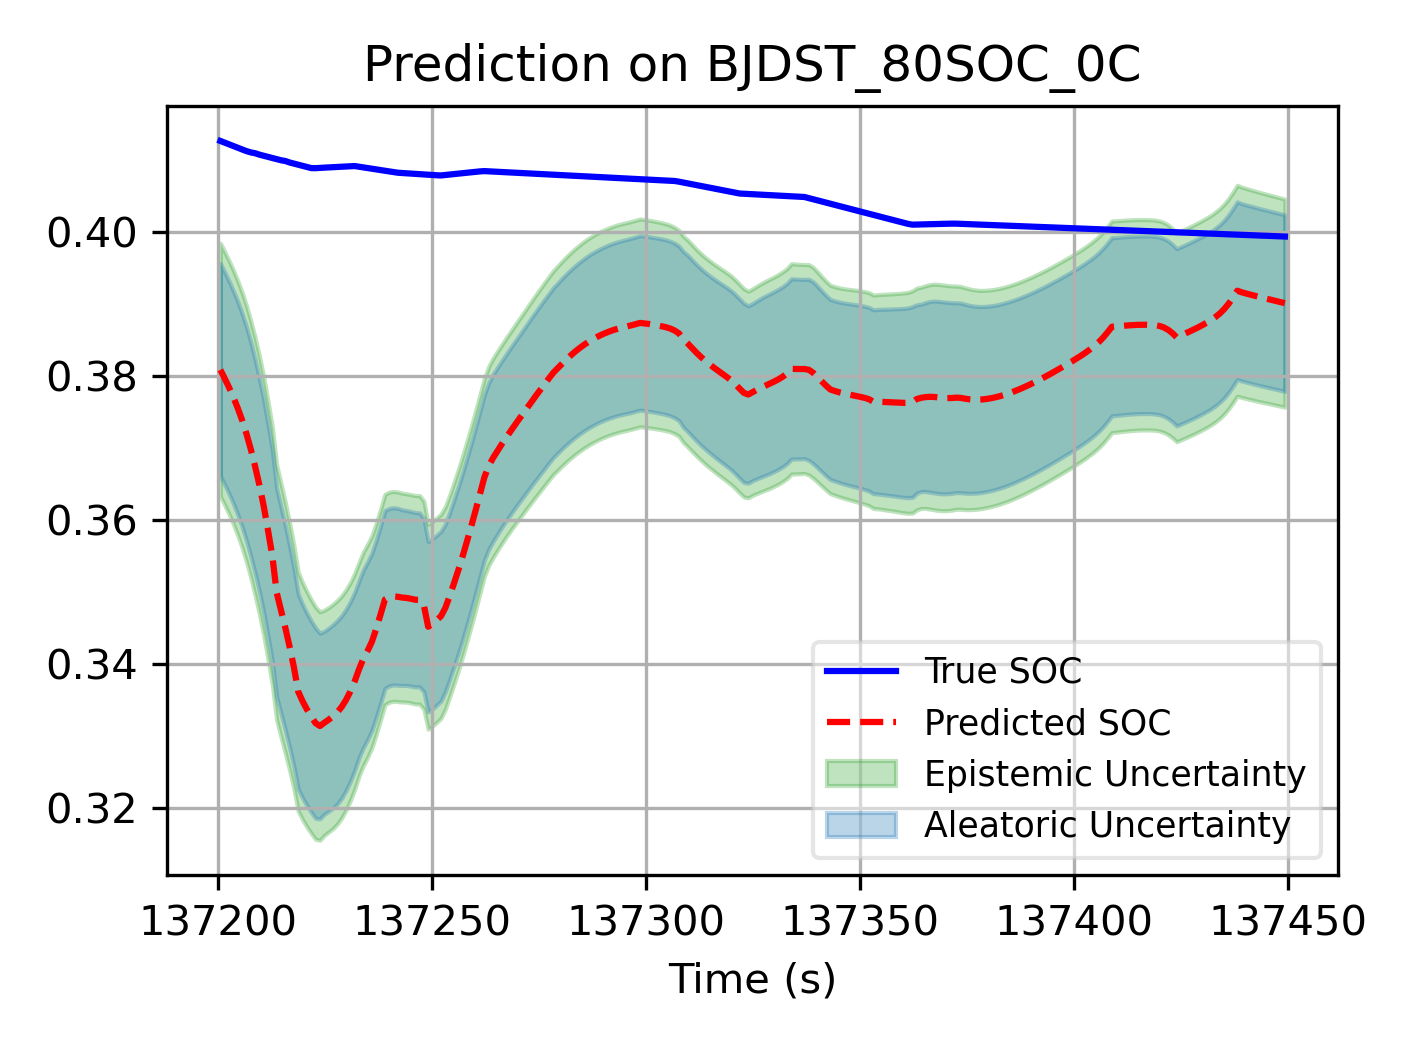 Prediction on BJDST_80SOC_0C
0.40
0.38
0.36
0.34
0.32
True SOC
Predicted SOC
Epistemic Uncertainty
Aleatoric Uncertainty
137200 137250 137300 137350 137400 137450
Time (s)